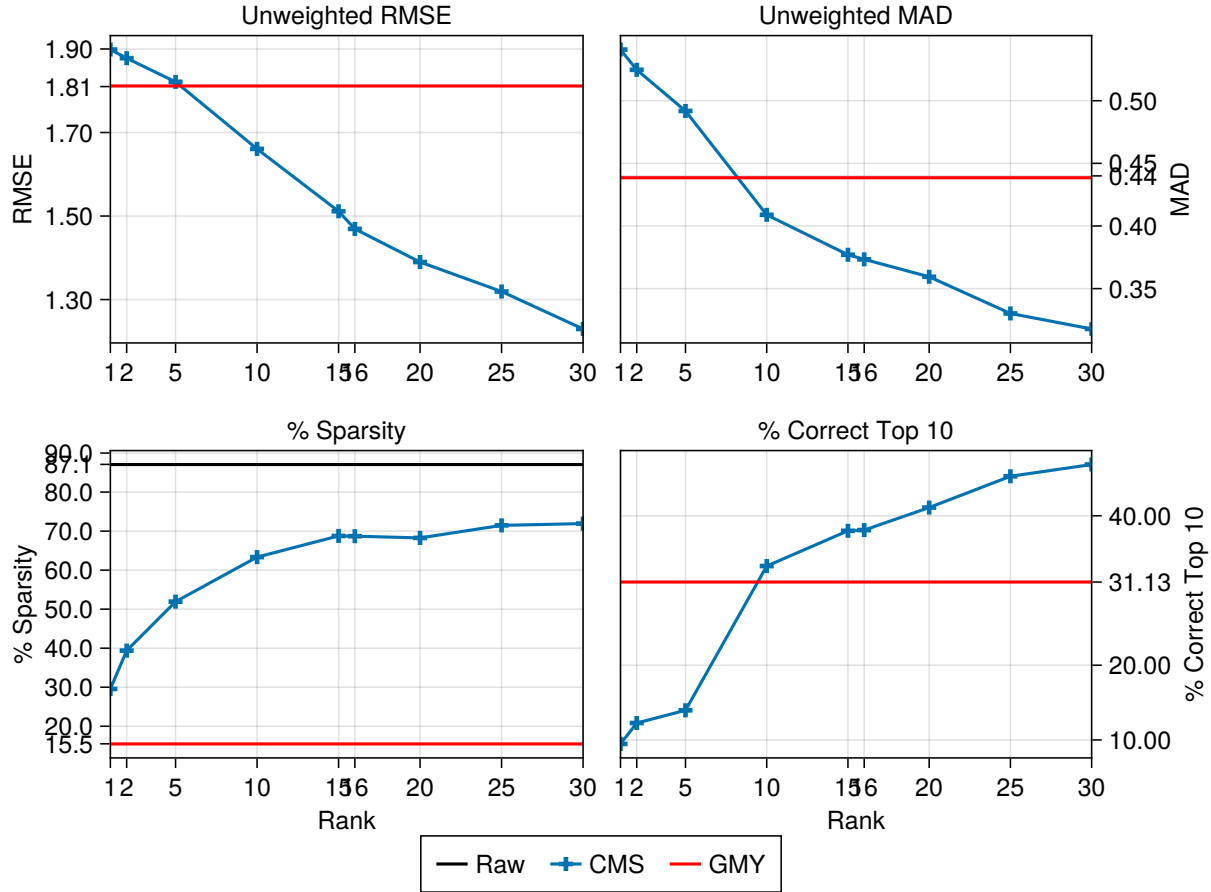 Unweighted RMSE
Unweighted MAD
1.90
1.81
1.70
1.50
1.30
RMSE
0.50
0.45
0.44
0.40
0.35
MAD
1 2 5 10 15 16 20 25 30
1 2 5 10 15 16 20 25 30
% Sparsity
% Correct Top 10
90.0
87.1
80.0
70.0
60.0
50.0
40.0
30.0
20.0
15.5
% Sparsity
40.00
31.13
20.00
10.00
% Correct Top 10
1 2 5 10 15 16 20 25 30
1 2 5 10 15 16 20 25 30
Rank
Rank
Raw CMS GMY